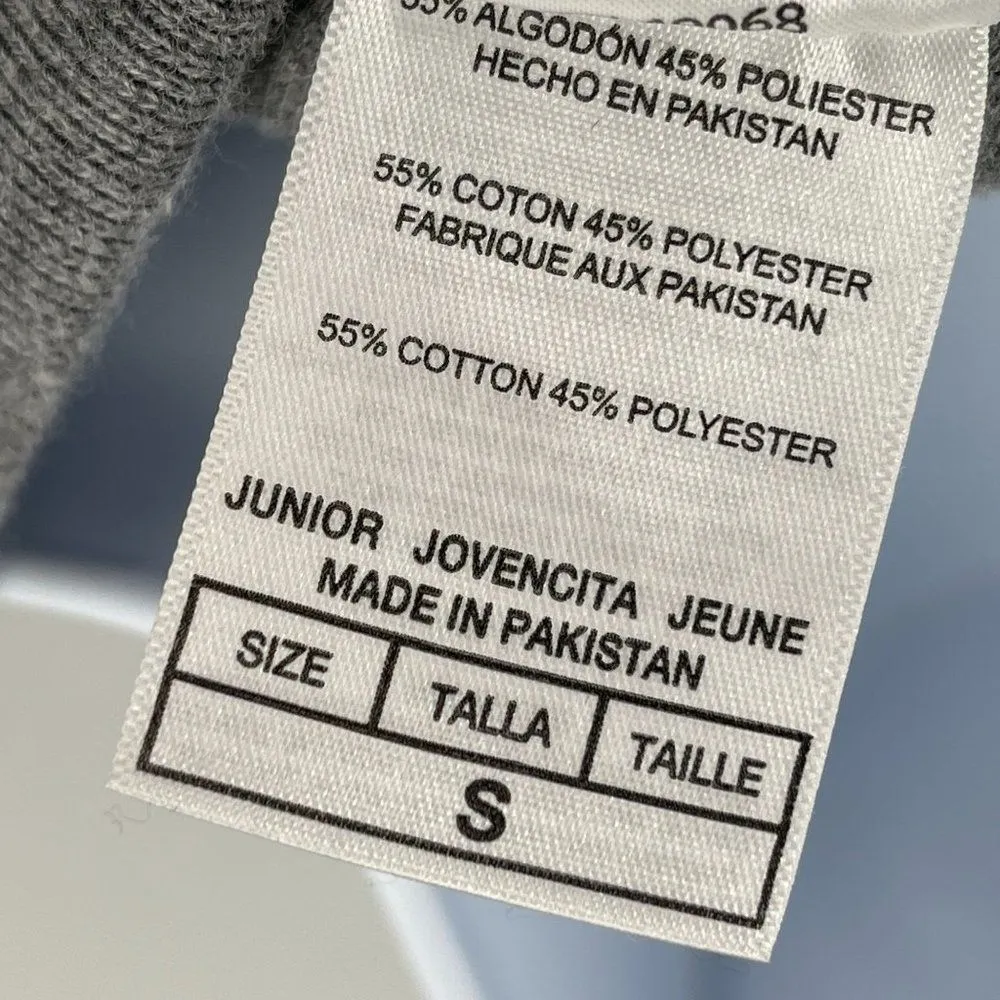 ALGODÓN 45% POLIESTER
HECHO EN PAKISTAN
55% COTON 45% POLYESTER
FABRIQUE AUX PAKISTAN
55% COTTON 45% POLYESTER
JUNIOR JOVENCITA JEUNE
MADE IN PAKISTAN
SIZE TALLA TAILLE
S